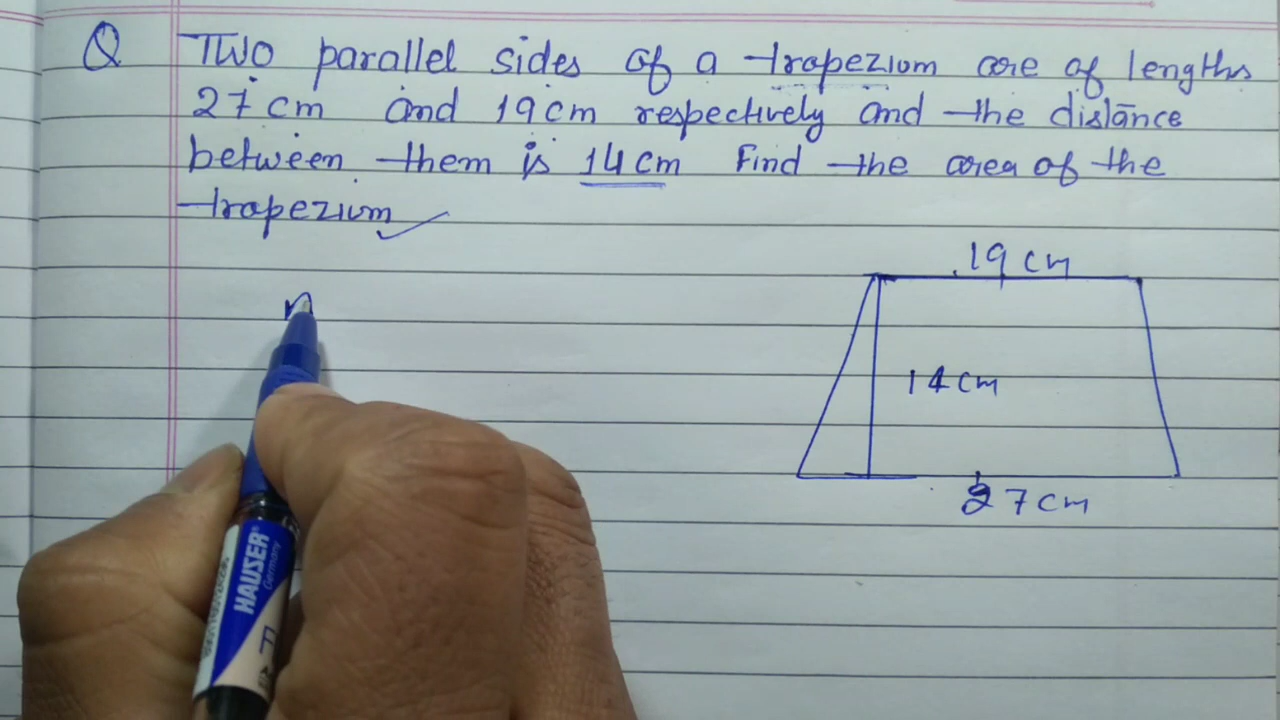 Q Two parallel sides of a trapezium are of lengths
27 cm and 19 cm respectively and the distance
between them is 14 cm Find the area of the
trapezium
19 cm
14 cm
27 cm
HAUSER
Germany
F